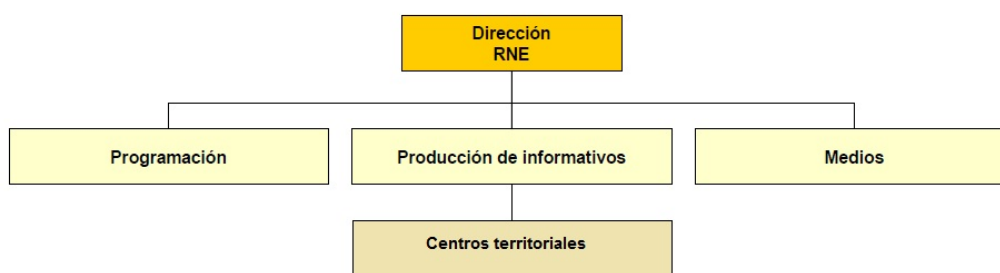 Dirección
RNE
Programación
Producción de informativos
Medios
Centros territoriales